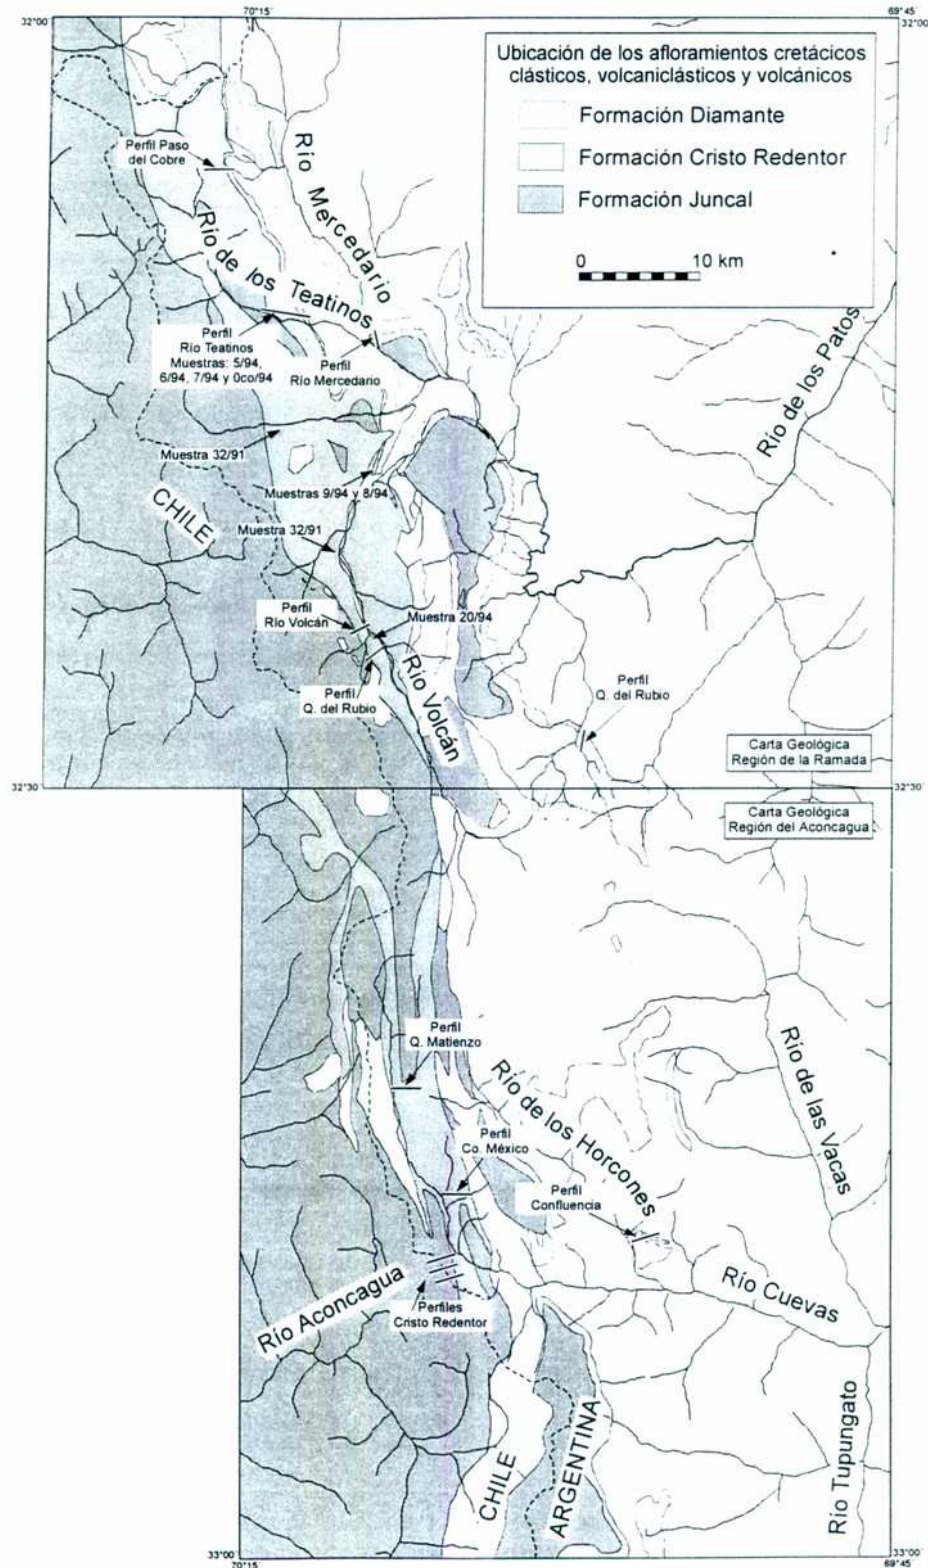 70°15'
69°45'
32°00'
32°00'
Ubicación de los afloramientos cretácicos
clásticos, volcaniclásticos y volcánicos
Formación Diamante
Formación Cristo Redentor
Formación Juncal
0 10 km
Perfil Paso
del Cobre
Río Mercedario
Río de los Teatinos
Perfil
Río Teatinos
Muestras: 5/94,
6/94, 7/94 y 0co/94
Perfil
Río Mercedario
Río de los Patos
Muestra 32/91
Muestras 9/94 y 8/94
CHILE
Muestra 32/91
Perfil
Río Volcán
Muestra 20/94
Perfil
Q. del Rubio
Río Volcán
Perfil
Q. del Rubio
Carta Geológica
Región de la Ramada
32°30'
32°30'
Carta Geológica
Región del Aconcagua
Perfil
Q. Matienzo
Río de los Horcones
Río de las Vacas
Perfil
Co. México
Perfil
Confluencia
Río Aconcagua
Perfiles
Cristo Redentor
Río Cuevas
CHILE
ARGENTINA
Río Tupungato
33°00'
33°00'
70°15'
69°45'